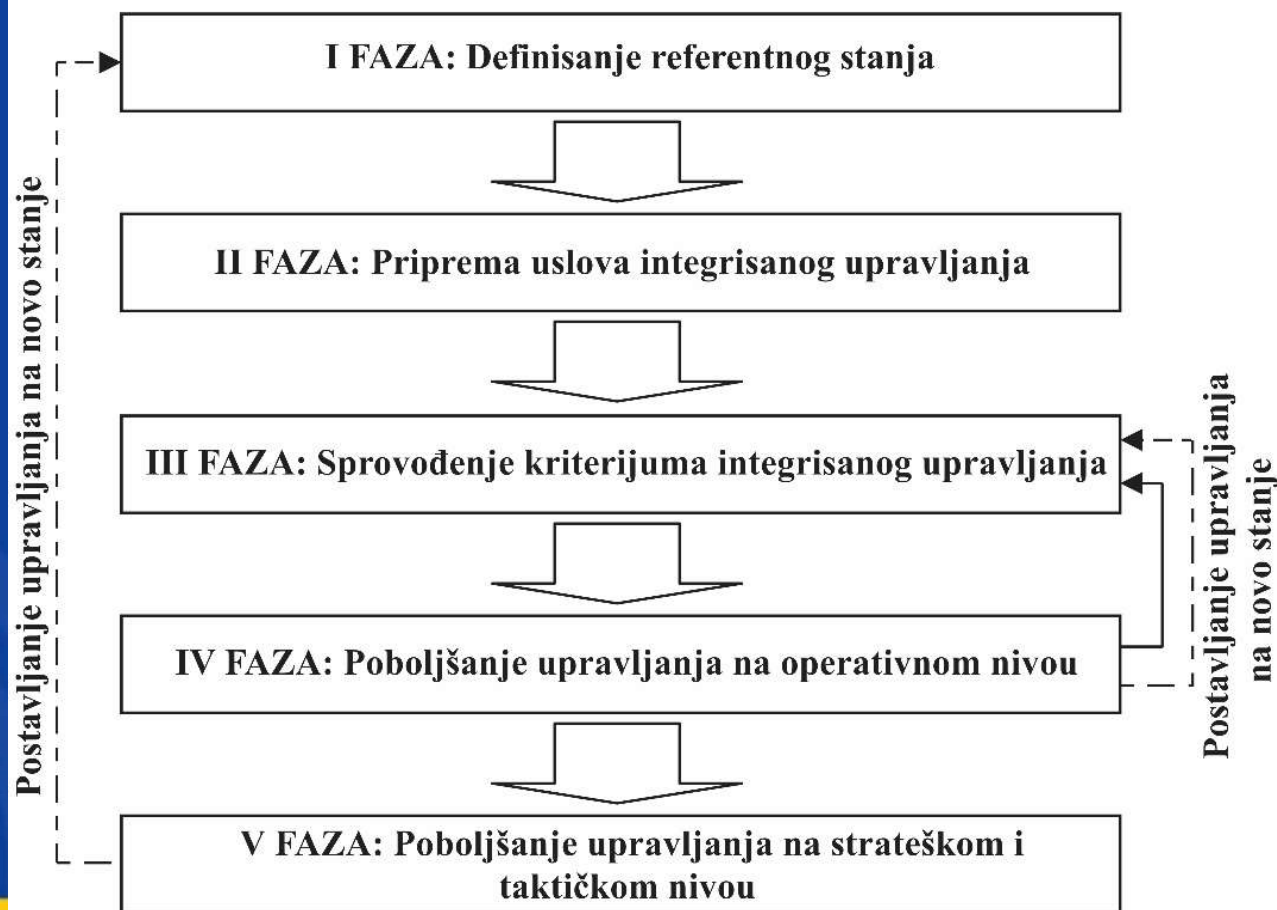 I FAZA: Definisanje referentnog stanja
II FAZA: Priprema uslova integrisanog upravljanja
III FAZA: Sprovođenje kriterijuma integrisanog upravljanja
IV FAZA: Poboljšanje upravljanja na operativnom nivou
V FAZA: Poboljšanje upravljanja na strateškom i
taktičkom nivou
Postavljanje upravljanja na novo stanje
Postavljanje upravljanja
na novo stanje